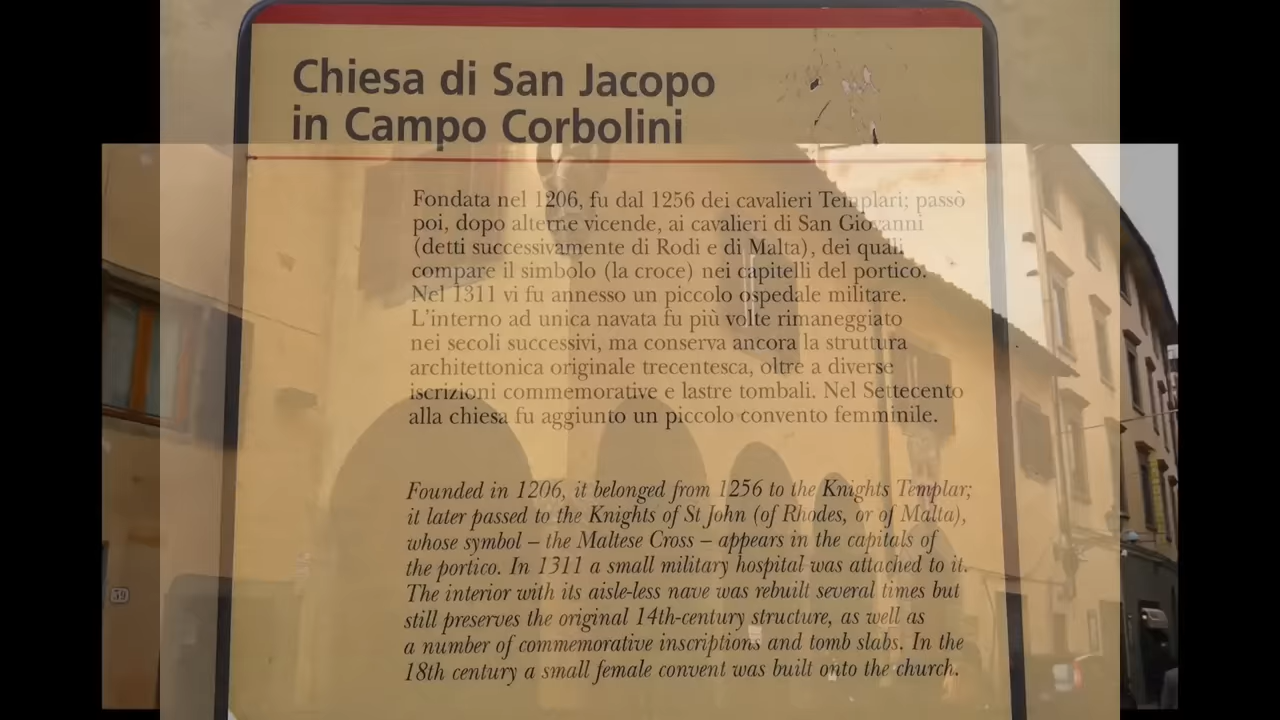 Chiesa di San Jacopo
in Campo Corbolini
Fondata nel 1206, fu dal 1256 dei cavalieri Templari; passò
poi, dopo alterne vicende, ai cavalieri di San Giovanni
(detti successivamente di Rodi e di Malta), dei quali
compare il simbolo (la croce) nei capitelli del portico.
Nel 1311 vi fu annesso un piccolo ospedale militare.
L'interno ad unica navata fu più volte rimaneggiato
nei secoli successivi, ma conserva ancora la struttura
architettonica originale trecentesca, oltre a diverse
iscrizioni commemorative e lastre tombali. Nel Settecento
alla chiesa fu aggiunto un piccolo convento femminile.
Founded in 1206, it belonged from 1256 to the Knights Templar;
it later passed to the Knights of St John (of Rhodes, or of Malta),
whose symbol – the Maltese Cross – appears in the capitals of
the portico. In 1311 a small military hospital was attached to it.
The interior with its aisle-less nave was rebuilt several times but
still preserves the original 14th-century structure, as well as
a number of commemorative inscriptions and tomb slabs. In the
18th century a small female convent was built onto the church.
59